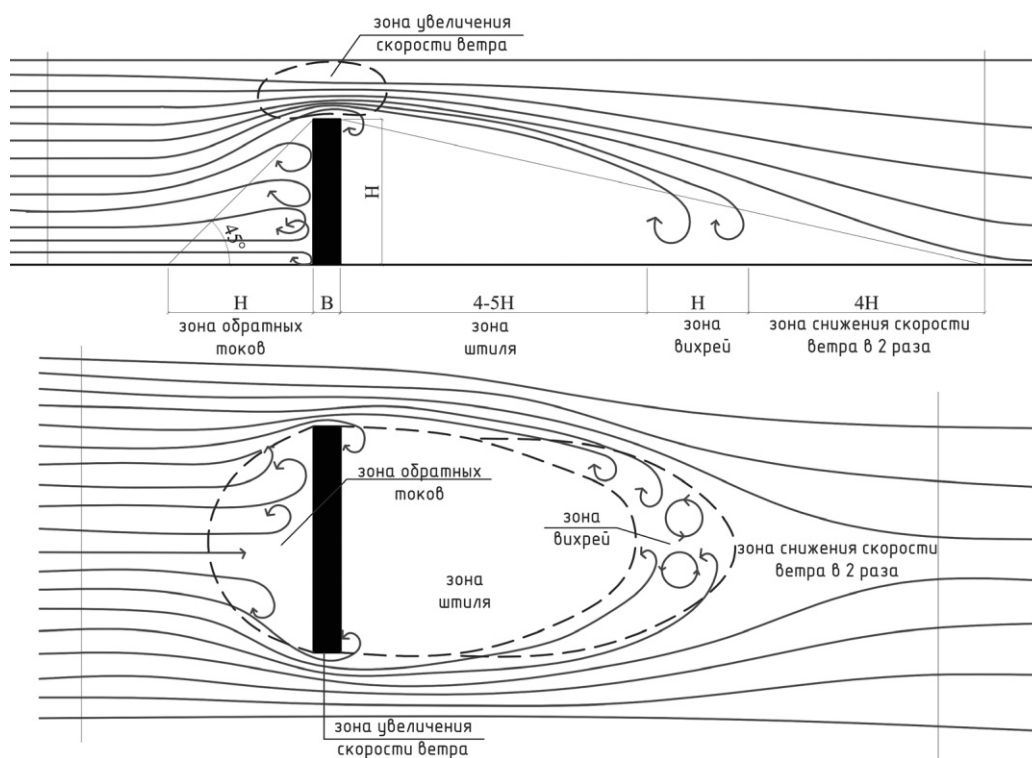 зона увеличения
скорости ветра
H
45°
H
B
4-5H
H
4H
зона обратных
токов
зона
штиля
зона
вихрей
зона снижения скорости
ветра в 2 раза
зона обратных
токов
зона
вихрей
зона снижения скорости
ветра в 2 раза
зона
штиля
зона увеличения
скорости ветра